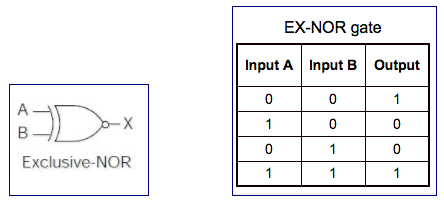 A
B
X
Exclusive-NOR
EX-NOR gate
Input A Input B Output
0 0 1
1 0 0
0 1 0
1 1 1